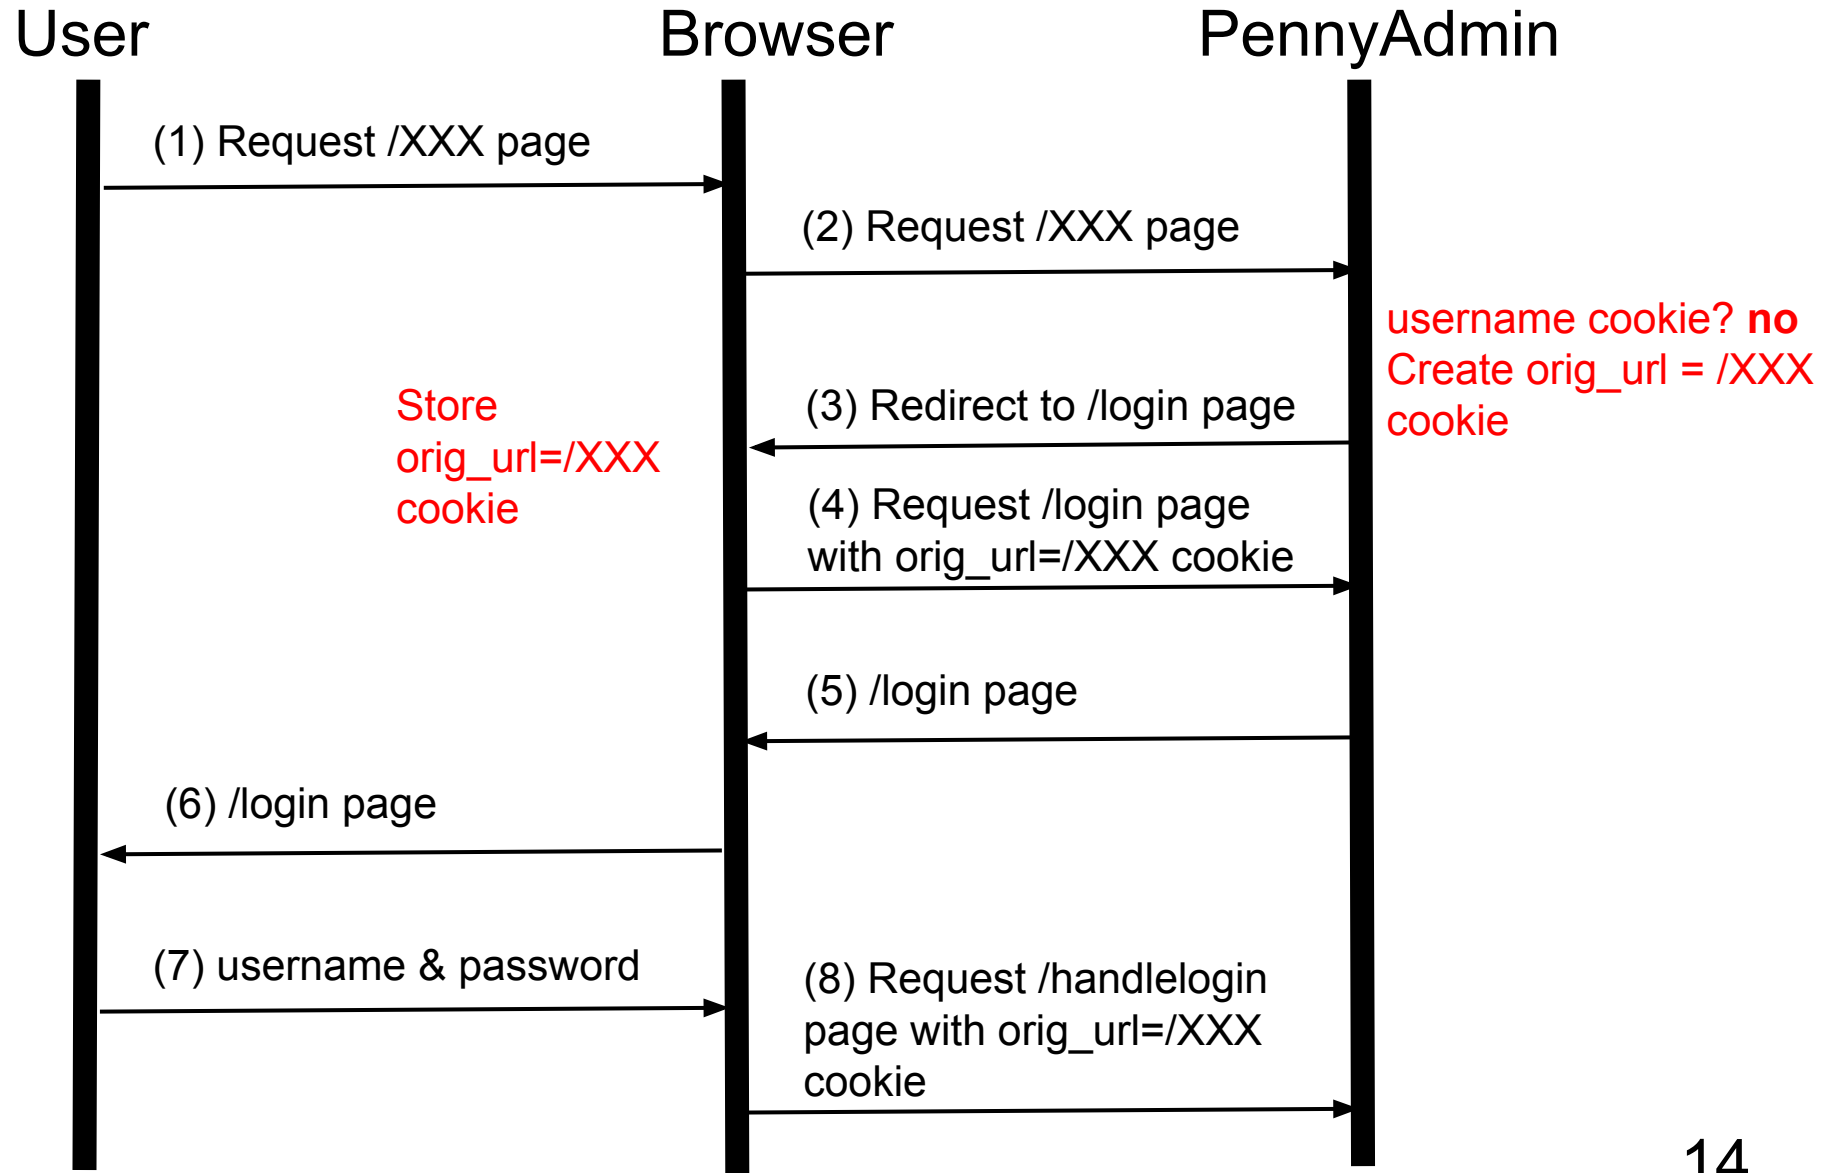 User
Browser
PennyAdmin
(1) Request /XXX page
(2) Request /XXX page
username cookie? no
Create orig_url = /XXX
cookie
Store
orig_url=/XXX
cookie
(3) Redirect to /login page
(4) Request /login page
with orig_url=/XXX cookie
(5) /login page
(6) /login page
(7) username & password
(8) Request /handlelogin
page with orig_url=/XXX
cookie
14